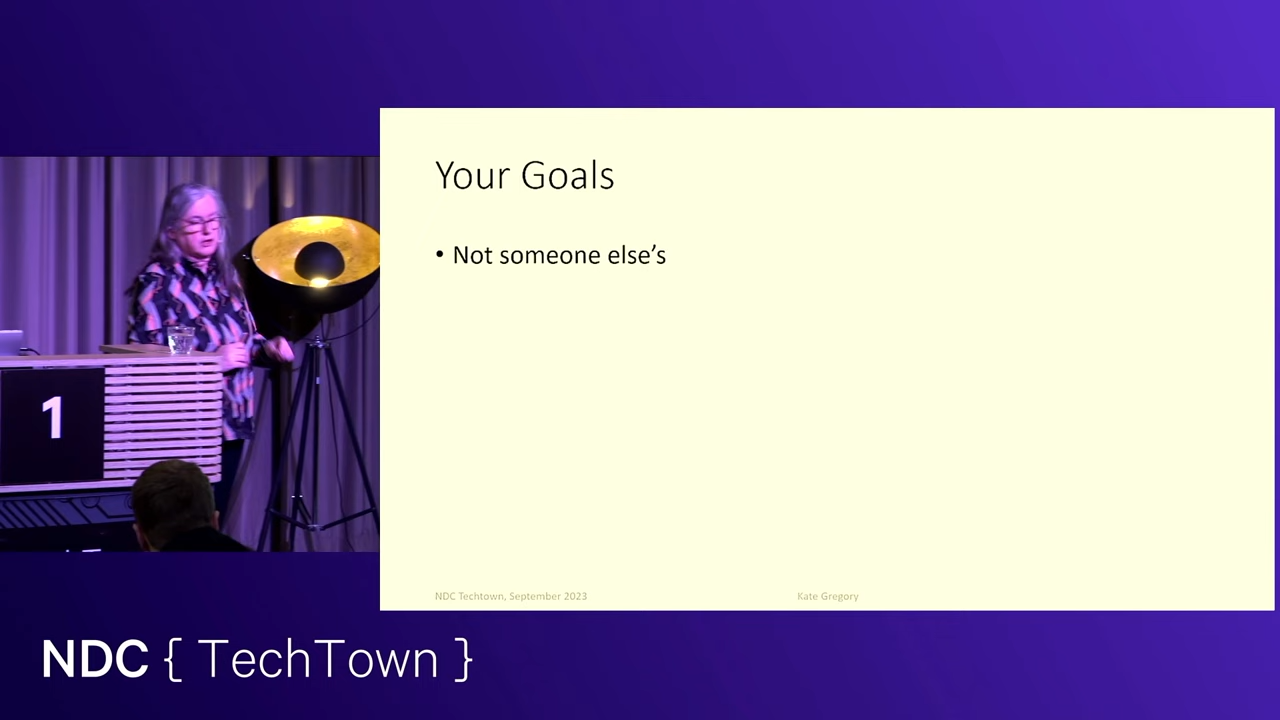 Your Goals
• Not someone else's
1
NDC Techtown, September 2023
Kate Gregory
NDC { TechTown }